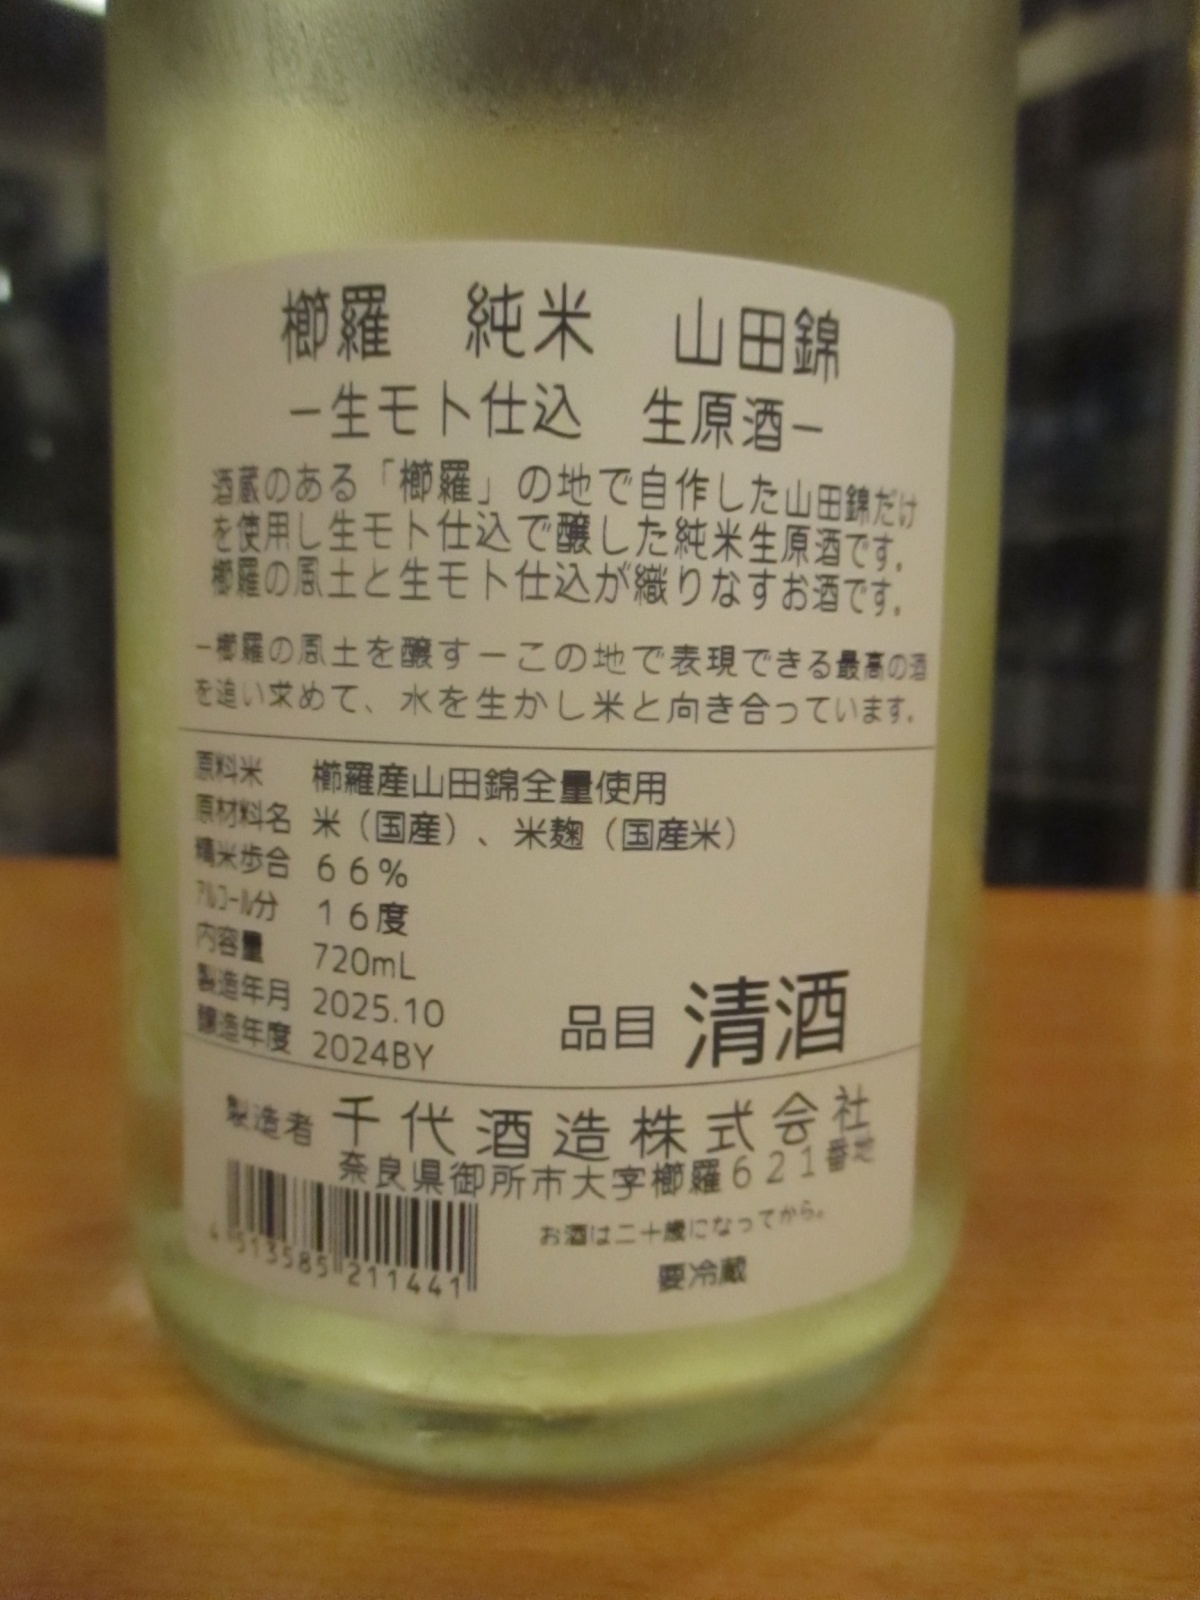 櫛羅　純米　山田錦
－生モト仕込　生原酒－
酒蔵のある「櫛羅」の地で自作した山田錦だけ
を使用し生モト仕込で醸した純米生原酒です。
櫛羅の風土と生モト仕込が織りなすお酒です。
－櫛羅の風土を醸す－この地で表現できる最高の酒
を追い求めて、水を生かし米と向き合っています。
原料米　櫛羅産山田錦全量使用
原材料名　米（国産）、米麹（国産米）
精米歩合　６６％
ｱﾙｺｰﾙ分　１６度
内容量　720mL
製造年月　2025.10
醸造年度　2024BY
品目　清酒
製造者　千代酒造株式会社
奈良県御所市大字櫛羅６２１番地
4 513585 211441
お酒は二十歳になってから。
要冷蔵